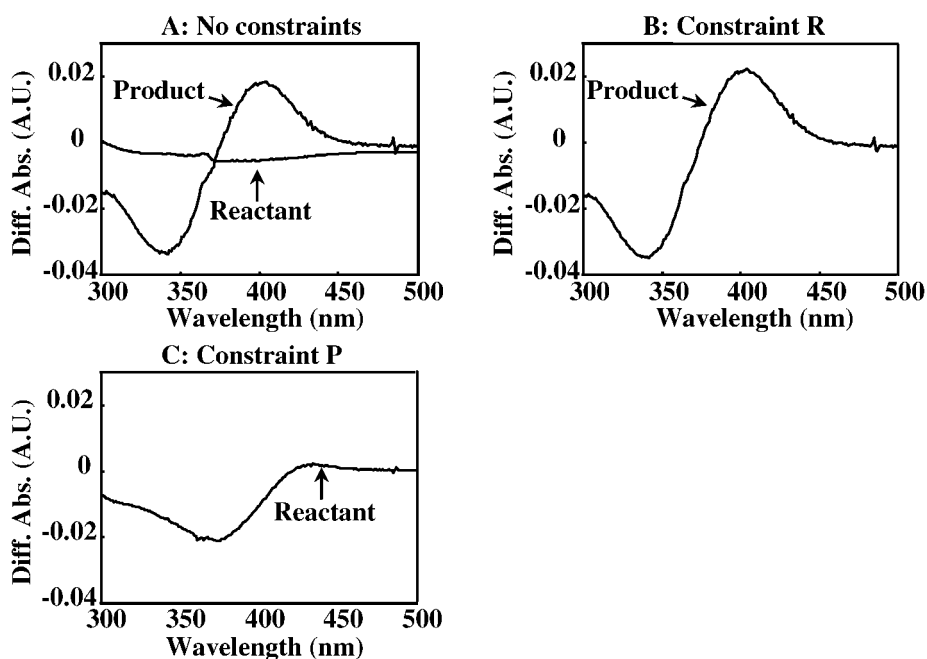 A: No constraints
0.02
0
-0.02
-0.04
Diff. Abs. (A.U.)
Product
Reactant
300 350 400 450 500
Wavelength (nm)
B: Constraint R
0.02
0
-0.02
-0.04
Diff. Abs. (A.U.)
Product
300 350 400 450 500
Wavelength (nm)
C: Constraint P
0.02
0
-0.02
-0.04
Diff. Abs. (A.U.)
Reactant
300 350 400 450 500
Wavelength (nm)